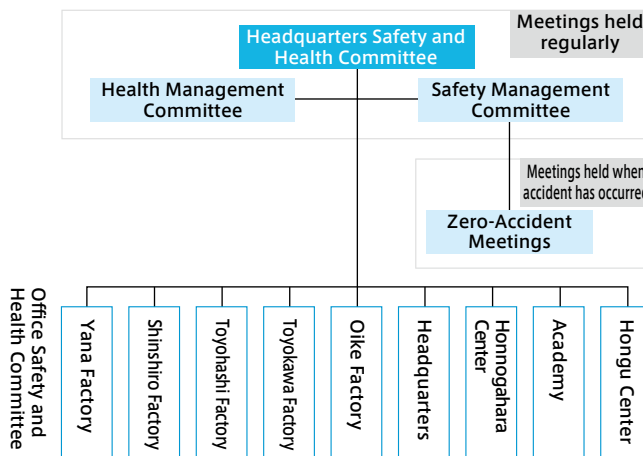 Headquarters Safety and
Health Committee
Meetings held
regularly
Health Management
Committee
Safety Management
Committee
Meetings held when
accident has occurred
Zero-Accident
Meetings
Office Safety and
Health Committee
Yana Factory
Shinshiro Factory
Toyohashi Factory
Toyokawa Factory
Oike Factory
Headquarters
Honnogahara
Center
Academy
Hongu Center